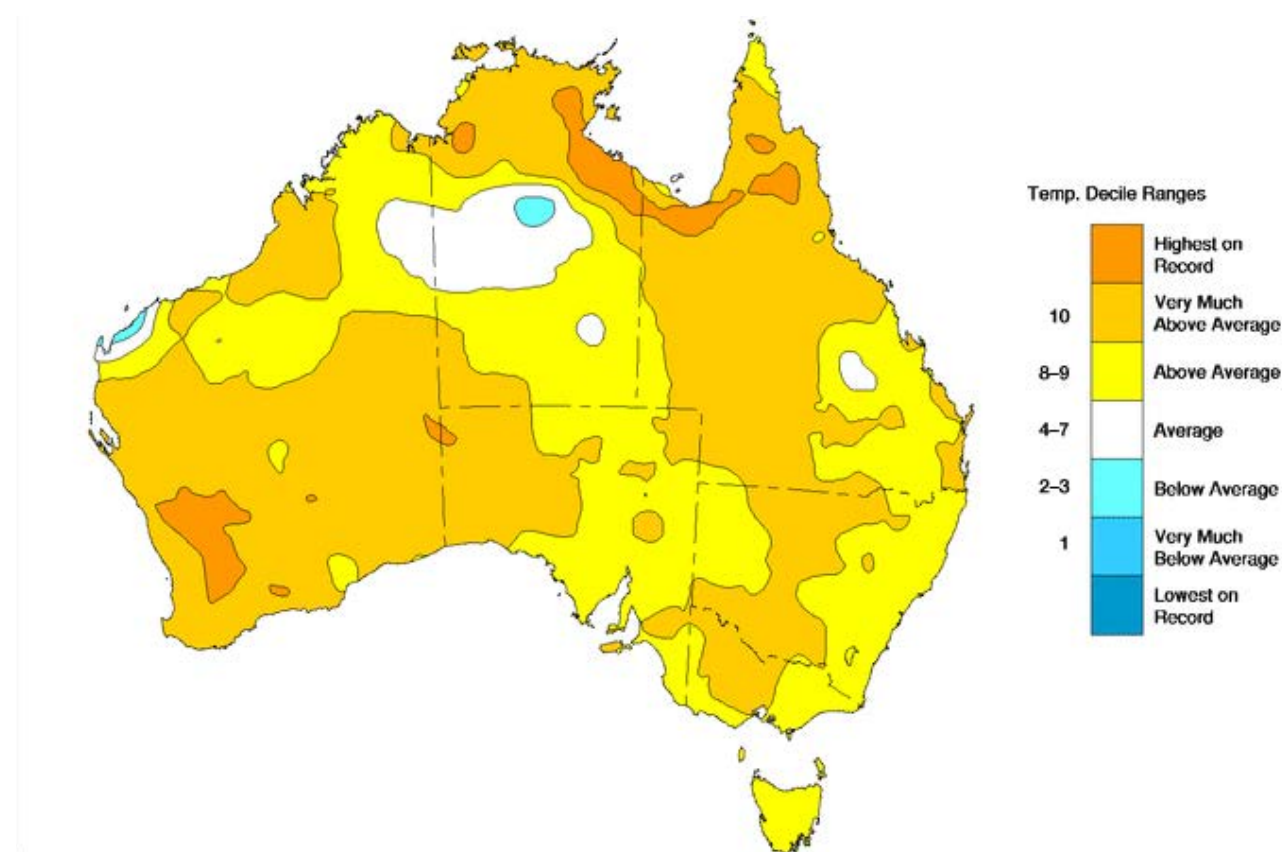 Temp. Decile Ranges
Highest on
Record
10
Very Much
Above Average
8–9
Above Average
4–7
Average
2–3
Below Average
1
Very Much
Below Average
Lowest on
Record